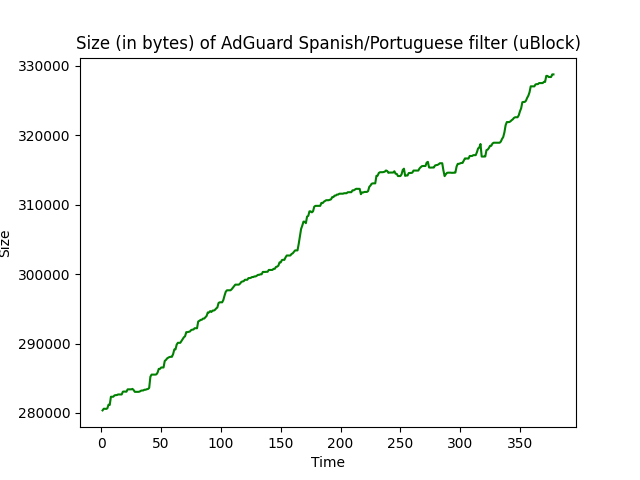 Size (in bytes) of AdGuard Spanish/Portuguese filter (uBlock)
330000
320000
310000
300000
290000
280000
Size
0 50 100 150 200 250 300 350
Time